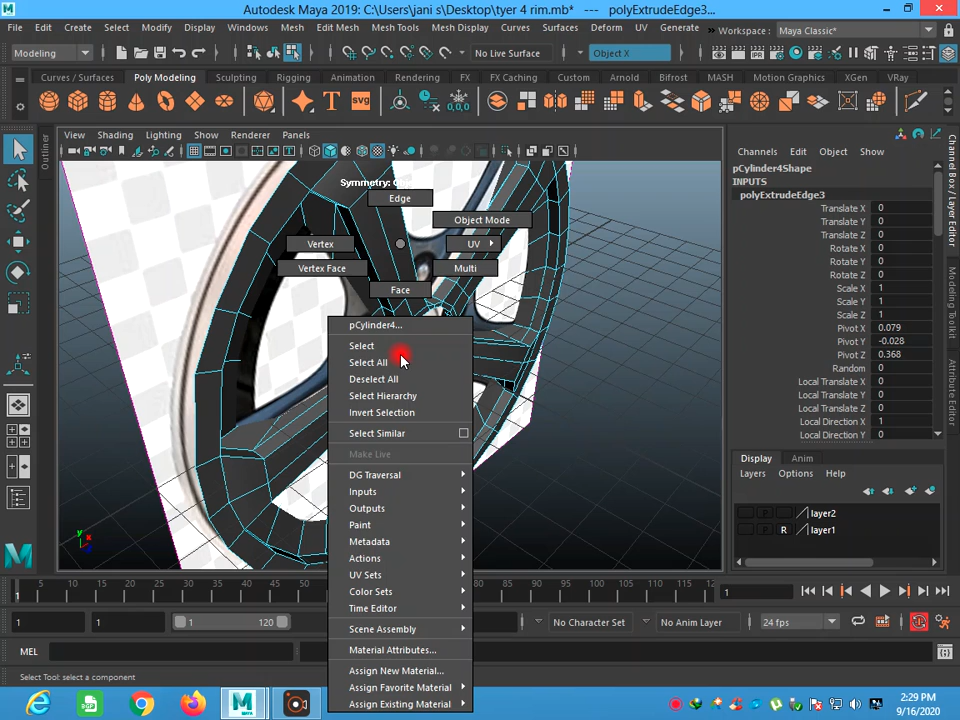 Autodesk Maya 2019: C:\Users\jani s\Desktop\tyer 4 rim.mb* --- polyExtrudeEdge3...
File Edit Create Select Modify Display Windows Mesh Edit Mesh Mesh Tools Mesh Display Curves Surfaces Deform UV Generate Workspace : Maya Classic*
Modeling No Live Surface Object X
Curves / Surfaces Poly Modeling Sculpting Rigging Animation Rendering FX FX Caching Custom Arnold Bifrost MASH Motion Graphics XGen VRay
T svg 0,0,0
View Shading Lighting Show Renderer Panels
Outliner
Symmetry:
Edge
Object Mode
Vertex
UV
Vertex Face
Multi
Face
pCylinder4...
Select
Select All
Deselect All
Select Hierarchy
Invert Selection
Select Similar
Make Live
DG Traversal
Inputs
Outputs
Paint
Metadata
Actions
UV Sets
Color Sets
Time Editor
Scene Assembly
Material Attributes...
Assign New Material...
Assign Favorite Material
Assign Existing Material
Channels Edit Object Show
pCylinder4Shape
INPUTS
polyExtrudeEdge3
Translate X 0
Translate Y 0
Translate Z 0
Rotate X 0
Rotate Y 0
Rotate Z 0
Scale X 1
Scale Y 1
Scale Z 1
Pivot X 0.079
Pivot Y -0.028
Pivot Z 0.368
Random 0
Local Translate X 0
Local Translate Y 0
Local Translate Z 0
Local Direction X 1
Local Direction Y 0
Display Anim
Layers Options Help
layer2
R layer1
Channel Box / Layer Editor
Modeling Toolkit
Attribute Editor
y
x
5 10 15 20 25 30 35 40 45 50 80 85 90 95 100 105 110 115 12
1 1
1 1 1 120 No Character Set No Anim Layer 24 fps
MEL
Select Tool: select a component
2:29 PM
9/16/2020